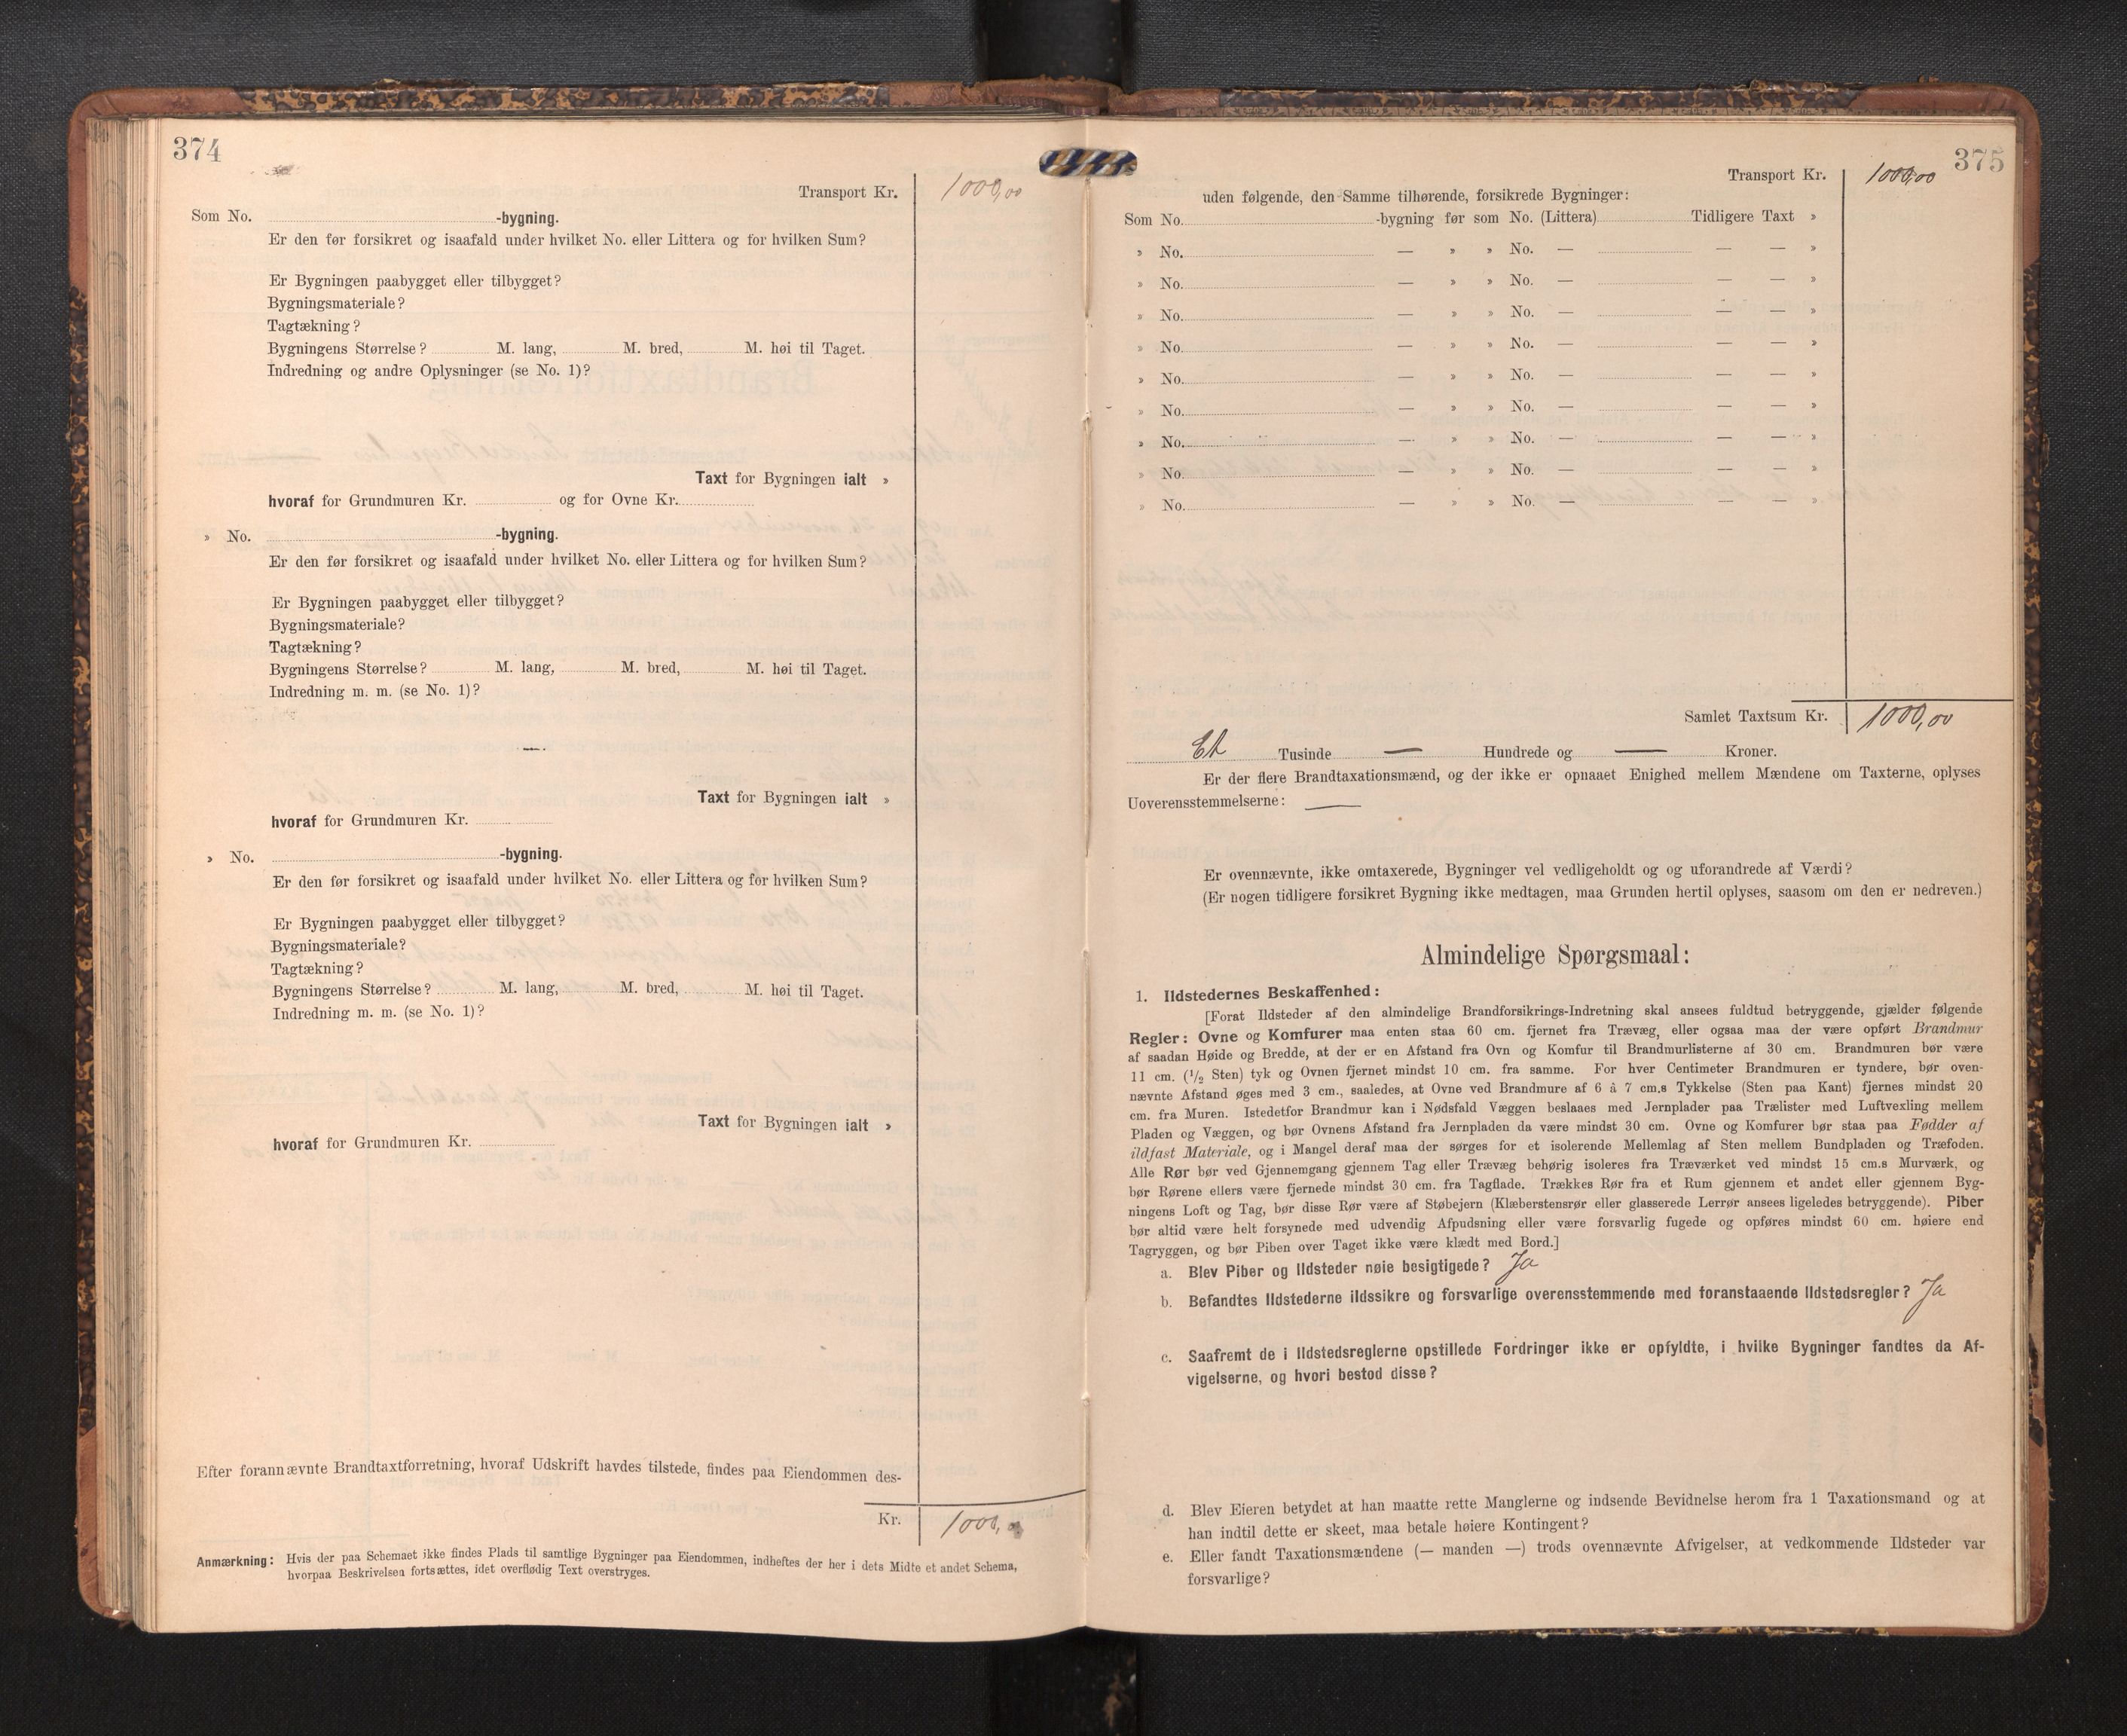 374
Transport Kr. 1000,00
Som No. -bygning.
Er den før forsikret og isaafald under hvilket No. eller Littera og for hvilken Sum?
Er Bygningen paabygget eller tilbygget?
Bygningsmateriale?
Tagtækning?
Bygningens Størrelse? M. lang, M. bred, M. høi til Taget.
Indredning og andre Oplysninger (se No. 1)?
Taxt for Bygningen ialt »
hvoraf for Grundmuren Kr. og for Ovne Kr.
» No. -bygning.
Er den før forsikret og isaafald under hvilket No. eller Littera og for hvilken Sum?
Er Bygningen paabygget eller tilbygget?
Bygningsmateriale?
Tagtækning?
Bygningens Størrelse? M. lang, M. bred, M. høi til Taget.
Indredning m. m. (se No. 1)?
—
Taxt for Bygningen ialt »
hvoraf for Grundmuren Kr.
» No. -bygning.
Er den før forsikret og isaafald under hvilket No. eller Littera og for hvilken Sum?
Er Bygningen paabygget eller tilbygget?
Bygningsmateriale?
Tagtækning?
Bygningens Størrelse? M. lang, M. bred, M. høi til Taget.
Indredning m. m. (se No. 1)?
Taxt for Bygningen ialt »
hvoraf for Grundmuren Kr.
Efter forannævnte Brandtaxtforretning, hvoraf Udskrift havdes tilstede, findes paa Eiendommen des-
Kr. 1000,00
Anmærkning: Hvis der paa Schemaet ikke findes Plads til samtlige Bygninger paa Eiendommen, indheftes der her i dets Midte et andet Schema,
hvorpaa Beskrivelsen fortsættes, idet overflødig Text overstryges.
375
Transport Kr. 1000,00
uden følgende, den Samme tilhørende, forsikrede Bygninger:
Som No. -bygning før som No. (Littera) Tidligere Taxt »
» No. — » » No. — — — »
» No. — » » No. — — — »
» No. — » » No. — — — »
» No. — » » No. — — — »
» No. — » » No. — — — »
» No. — » » No. — — — »
» No. — » » No. — — — »
» No. — » » No. — — — »
» No. — » » No. — — — »
Samlet Taxtsum Kr. 1000,00
Et Tusinde — Hundrede og — Kroner.
Er der flere Brandtaxationsmænd, og der ikke er opnaaet Enighed mellem Mændene om Taxterne, oplyses
Uoverensstemmelserne: —
Er ovennævnte, ikke omtaxerede, Bygninger vel vedligeholdt og og uforandrede af Værdi?
(Er nogen tidligere forsikret Bygning ikke medtagen, maa Grunden hertil oplyses, saasom om den er nedreven.)
Almindelige Spørgsmaal:
1. Ildstedernes Beskaffenhed:
[Forat Ildsteder af den almindelige Brandforsikrings-Indretning skal ansees fuldtud betryggende, gjælder følgende
Regler: Ovne og Komfurer maa enten staa 60 cm. fjernet fra Trævæg, eller ogsaa maa der være opført Brandmur
af saadan Høide og Bredde, at der er en Afstand fra Ovn og Komfur til Brandmurlisterne af 30 cm. Brandmuren bør være
11 cm. (1/2 Sten) tyk og Ovnen fjernet mindst 10 cm. fra samme. For hver Centimeter Brandmuren er tyndere, bør oven-
nævnte Afstand øges med 3 cm., saaledes, at Ovne ved Brandmure af 6 à 7 cm.s Tykkelse (Sten paa Kant) fjernes mindst 20
cm. fra Muren. Istedetfor Brandmur kan i Nødsfald Væggen beslaaes med Jernplader paa Trælister med Luftvexling mellem
Pladen og Væggen, og bør Ovnens Afstand fra Jernpladen da være mindst 30 cm. Ovne og Komfurer bør staa paa Fødder af
ildfast Materiale, og i Mangel deraf maa der sørges for et isolerende Mellemlag af Sten mellem Bundpladen og Træfoden.
Alle Rør bør ved Gjennemgang gjennem Tag eller Trævæg behørig isoleres fra Træværket ved mindst 15 cm.s Murværk, og
bør Rørene ellers være fjernede mindst 30 cm. fra Tagflade. Trækkes Rør fra et Rum gjennem et andet eller gjennem Byg-
ningens Loft og Tag, bør disse Rør være af Støbejern (Klæberstensrør eller glasserede Lerrør ansees ligeledes betryggende). Piber
bør altid være helt forsynede med udvendig Afpudsning eller være forsvarlig fugede og opføres mindst 60 cm. høiere end
Tagryggen, og bør Piben over Taget ikke være klædt med Bord.]
a. Blev Piber og Ildsteder nøie besigtigede? Ja
b. Befandtes Ildstederne ildssikre og forsvarlige overensstemmende med foranstaaende Ildstedsregler? Ja
c. Saafremt de i Ildstedsreglerne opstillede Fordringer ikke er opfyldte, i hvilke Bygninger fandtes da Af-
vigelserne, og hvori bestod disse?
d. Blev Eieren betydet at han maatte rette Manglerne og indsende Bevidnelse herom fra 1 Taxationsmand og at
han indtil dette er skeet, maa betale høiere Kontingent?
e. Eller fandt Taxationsmændene (— manden —) trods ovennævnte Afvigelser, at vedkommende Ildsteder var
forsvarlige?